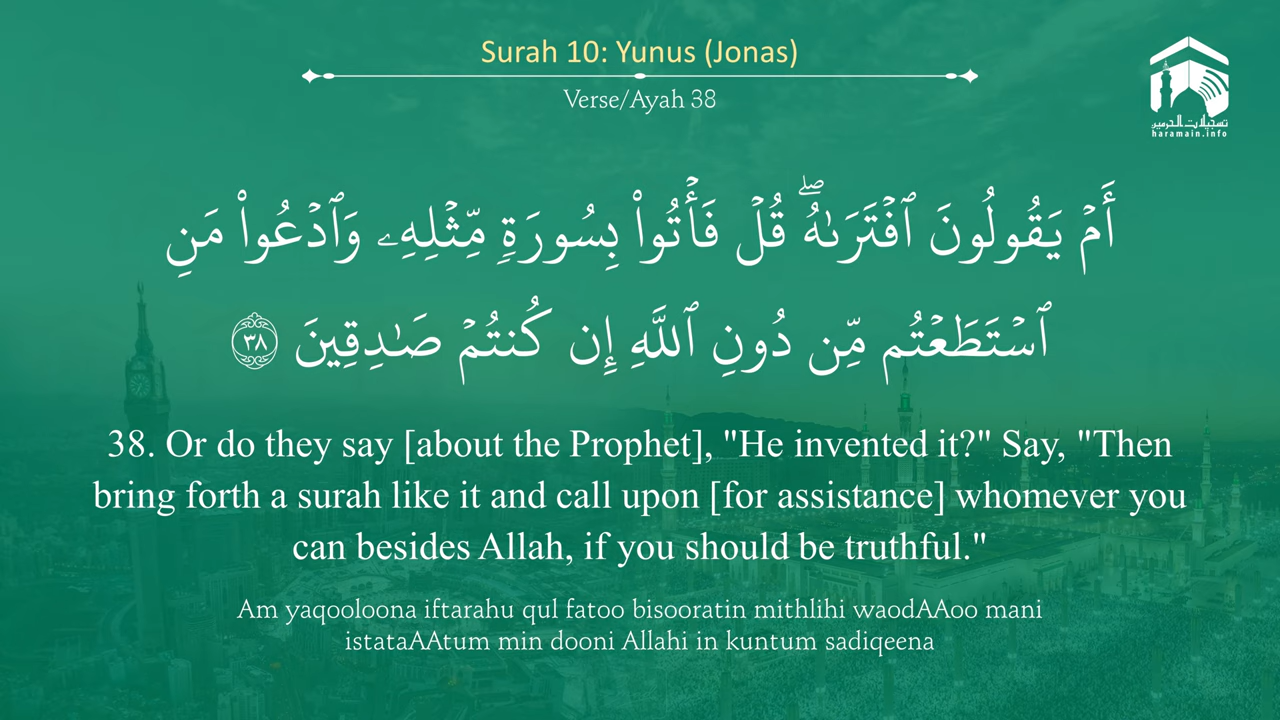 Surah 10: Yunus (Jonas)
Verse/Ayah 38
تسجيلات الحرمين
haramain.info
أَمۡ يَقُولُونَ ٱفۡتَرَىٰهُۖ قُلۡ فَأۡتُواْ بِسُورَةٖ مِّثۡلِهِۦ وَٱدۡعُواْ مَنِ
ٱسۡتَطَعۡتُم مِّن دُونِ ٱللَّهِ إِن كُنتُمۡ صَٰدِقِينَ ٣٨
38. Or do they say [about the Prophet], "He invented it?" Say, "Then
bring forth a surah like it and call upon [for assistance] whomever you
can besides Allah, if you should be truthful."
Am yaqooloona iftarahu qul fatoo bisooratin mithlihi waodAAoo mani
istataAAtum min dooni Allahi in kuntum sadiqeena